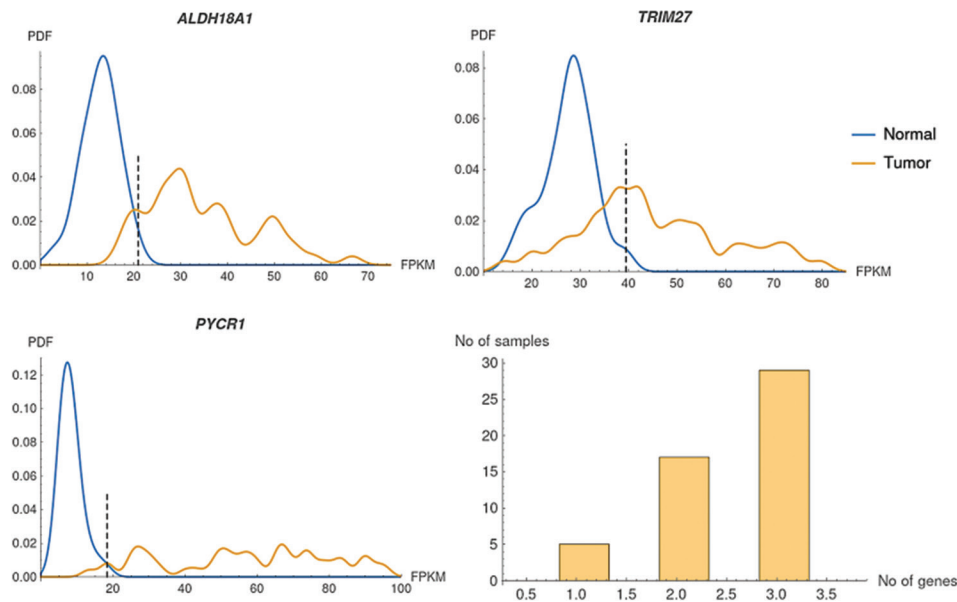 ALDH18A1
PDF
0.08
0.06
0.04
0.02
0.00
10 20 30 40 50 60 70 FPKM
TRIM27
PDF
0.08
0.06
0.04
0.02
0.00
20 30 40 50 60 70 80 FPKM
Normal
Tumor
PYCR1
PDF
0.12
0.10
0.08
0.06
0.04
0.02
0.00
20 40 60 80 100 FPKM
No of samples
30
25
20
15
10
5
0
0.5 1.0 1.5 2.0 2.5 3.0 3.5 No of genes